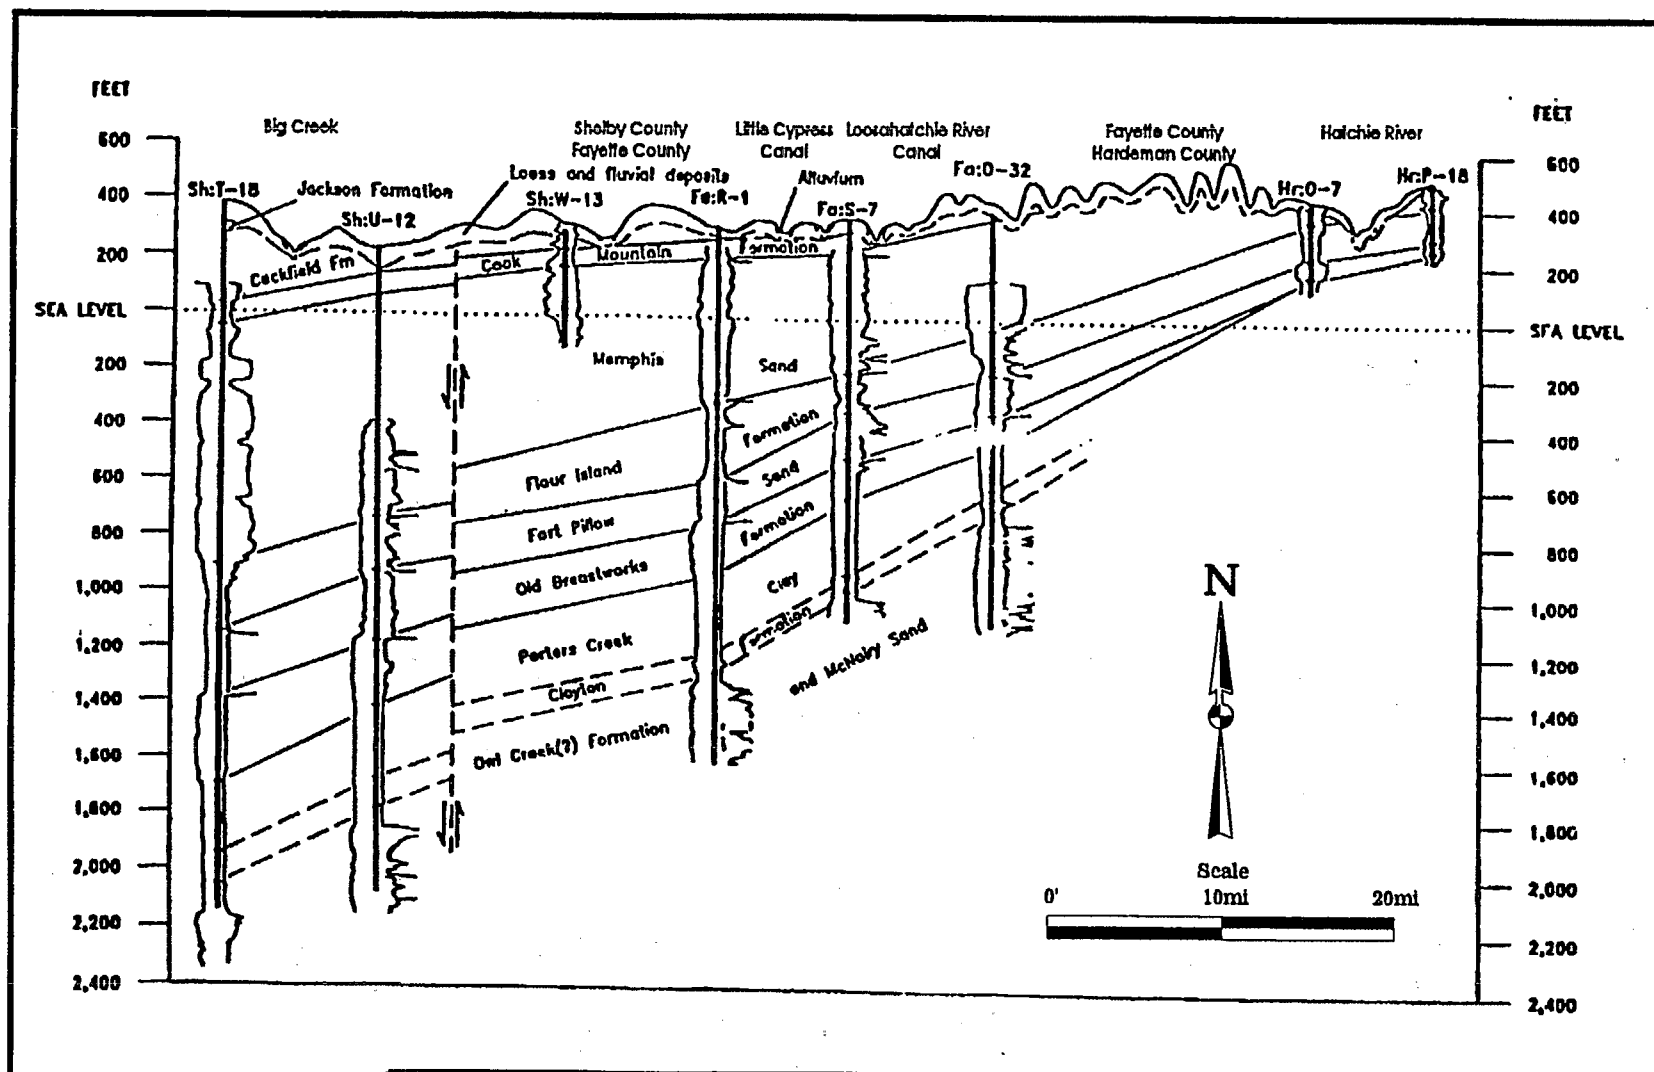 FEET
FEET
Big Creek
Shelby County
Fayette County
Little Cypress
Canal
Loosahatchie River
Canal
Fayette County
Hardeman County
Hatchie River
600
400
200
SEA LEVEL
200
400
600
800
1,000
1,200
1,400
1,600
1,800
2,000
2,200
2,400
Sh:T-18
Jackson Formation
Sh:U-12
Loess and fluvial deposits
Sh:W-13
Fa:R-1
Alluvium
Fa:S-7
Fa:O-32
Hr:O-7
Hr:P-18
Cockfield Fm
Cook Mountain Formation
Memphis Sand
Flour Island Formation
Fort Pillow Sand
Old Breastworks Formation
Porters Creek Clay
Clayton Formation
Owl Creek(?) Formation and McNairy Sand
N
Scale
0' 10mi 20mi
600
400
200
SEA LEVEL
200
400
600
800
1,000
1,200
1,400
1,600
1,800
2,000
2,200
2,400